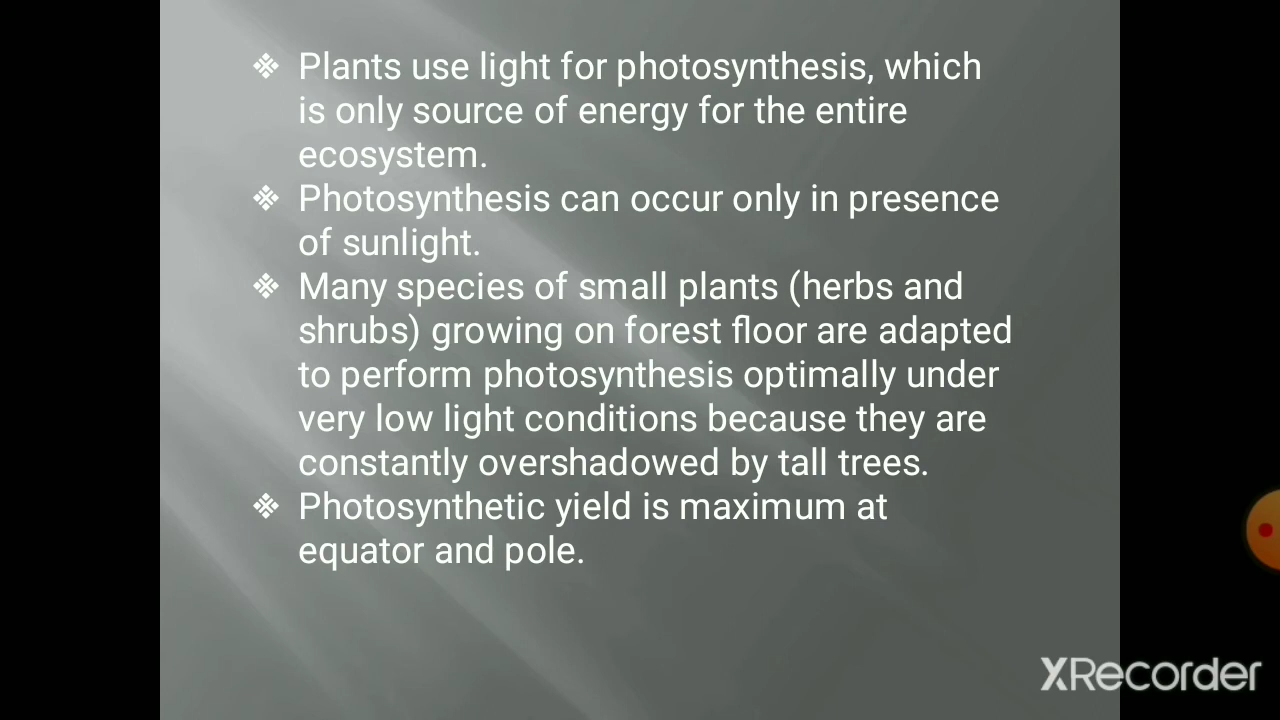 ❖ Plants use light for photosynthesis, which
is only source of energy for the entire
ecosystem.
❖ Photosynthesis can occur only in presence
of sunlight.
❖ Many species of small plants (herbs and
shrubs) growing on forest floor are adapted
to perform photosynthesis optimally under
very low light conditions because they are
constantly overshadowed by tall trees.
❖ Photosynthetic yield is maximum at
equator and pole.
XRecorder